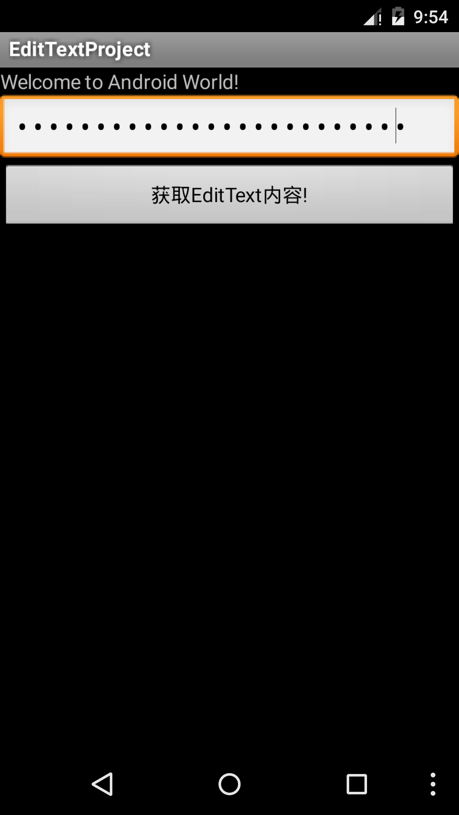 9:54
EditTextProject
Welcome to Android World!
•••••••••••••••••••••••••
获取EditText内容!